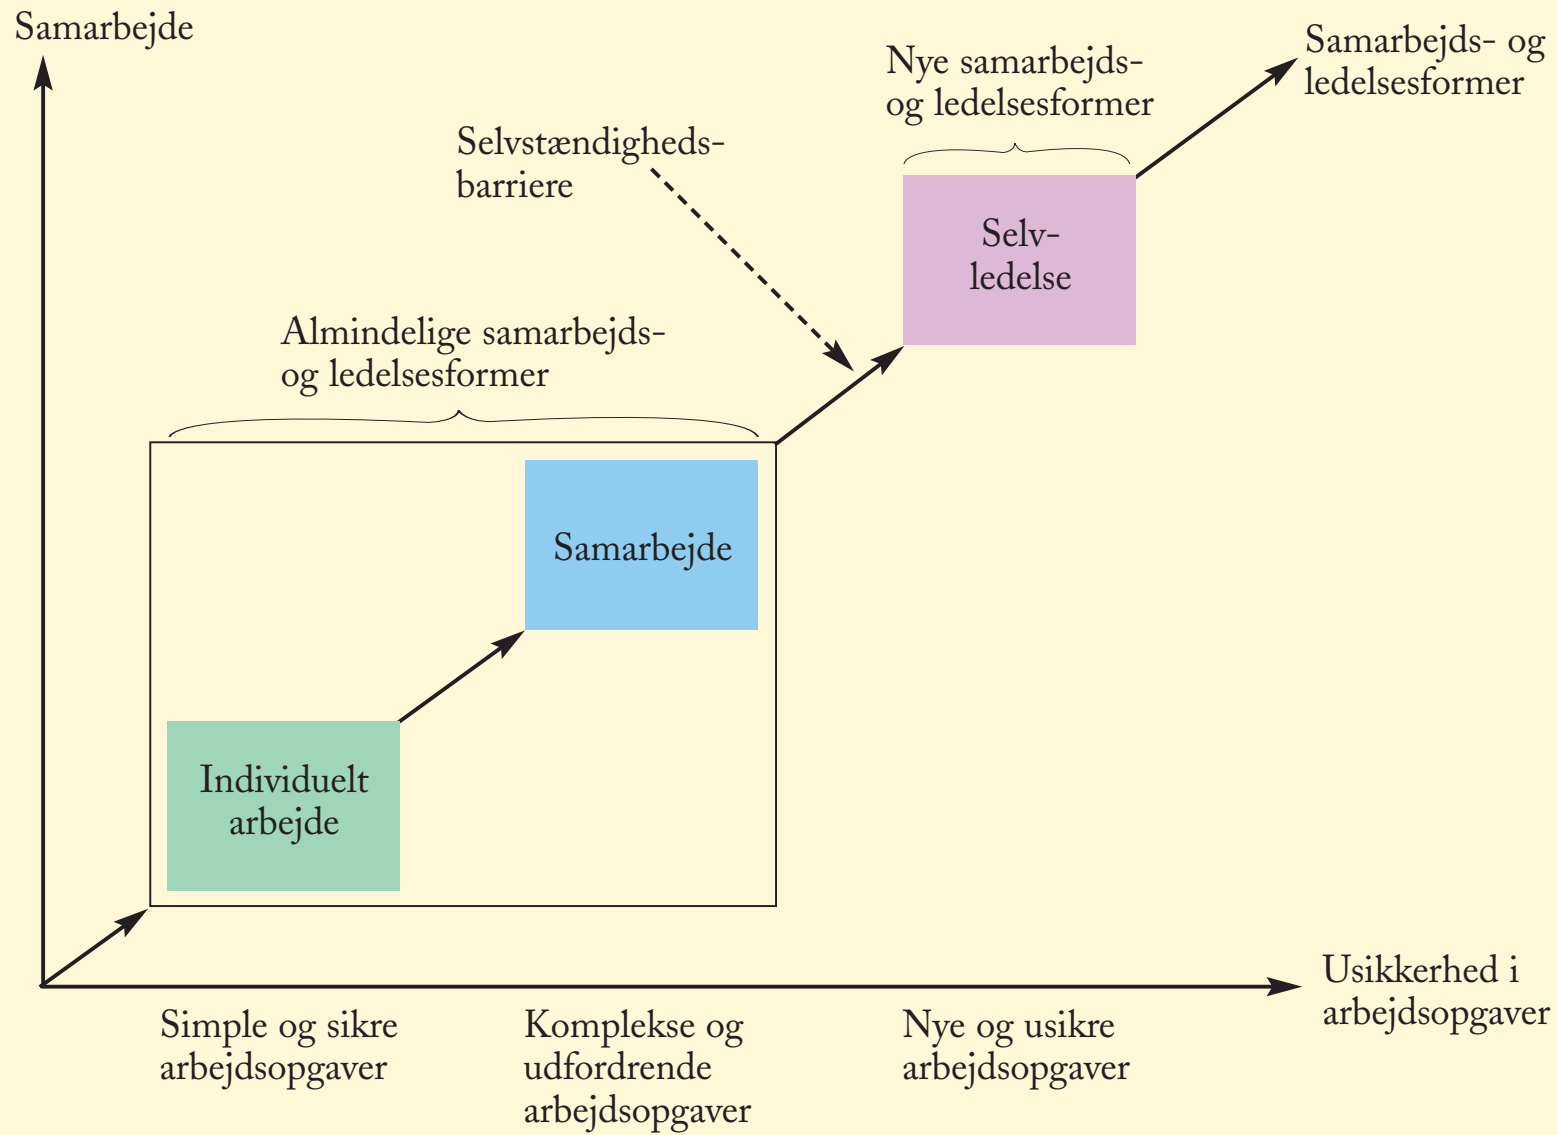 Samarbejde
Samarbejds- og
ledelsesformer
Nye samarbejds-
og ledelsesformer
Selvstændigheds-
barriere
Selv-
ledelse
Almindelige samarbejds-
og ledelsesformer
Samarbejde
Individuelt
arbejde
Usikkerhed i
arbejdsopgaver
Simple og sikre
arbejdsopgaver
Komplekse og
udfordrende
arbejdsopgaver
Nye og usikre
arbejdsopgaver